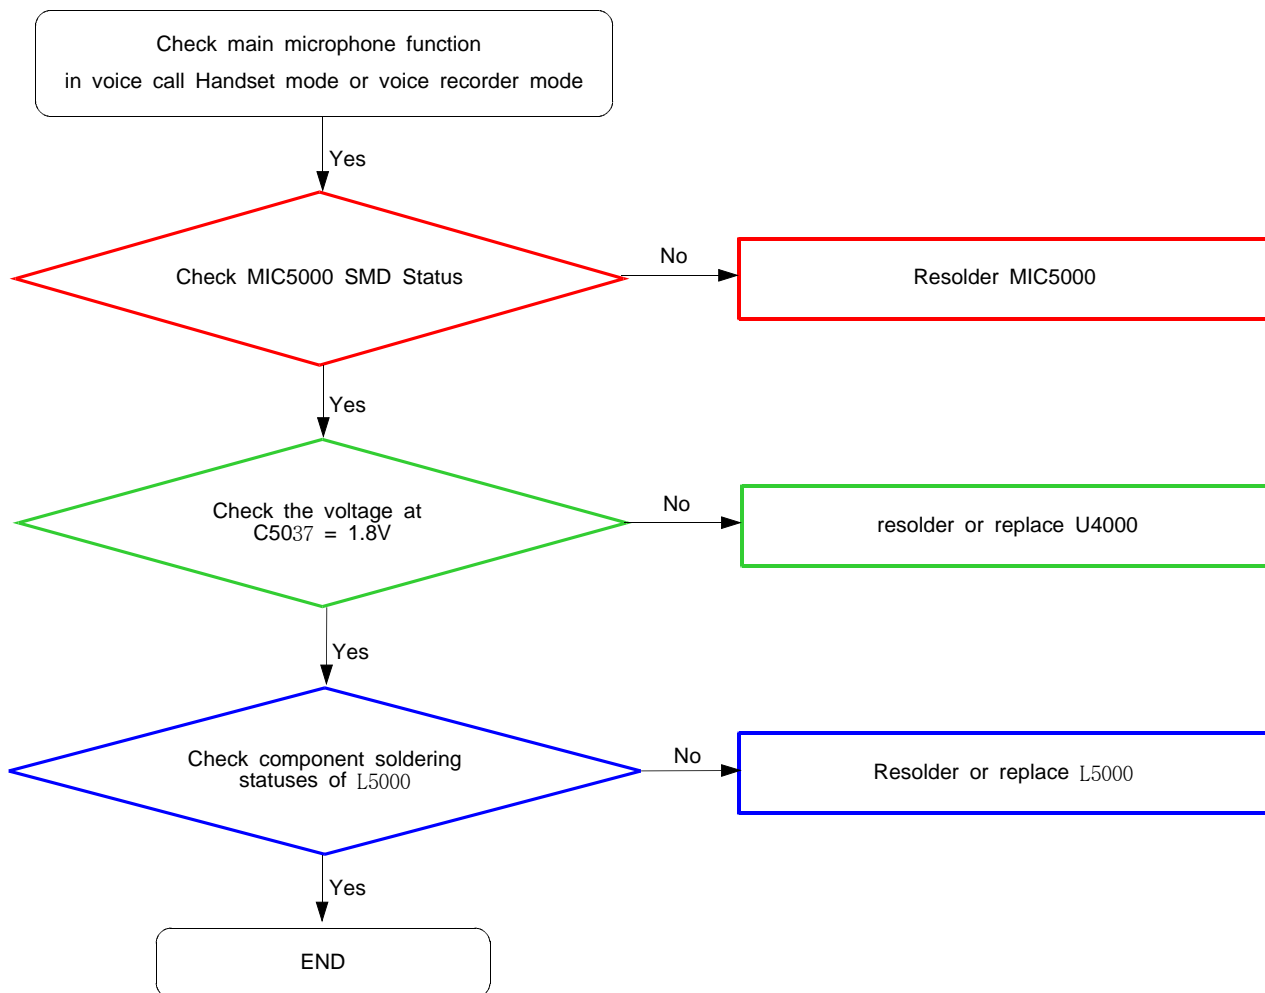 Check main microphone function
in voice call Handset mode or voice recorder mode
Yes
Check MIC5000 SMD Status
No
Resolder MIC5000
Yes
Check the voltage at
C5037 = 1.8V
No
resolder or replace U4000
Yes
Check component soldering
statuses of L5000
No
Resolder or replace L5000
Yes
END